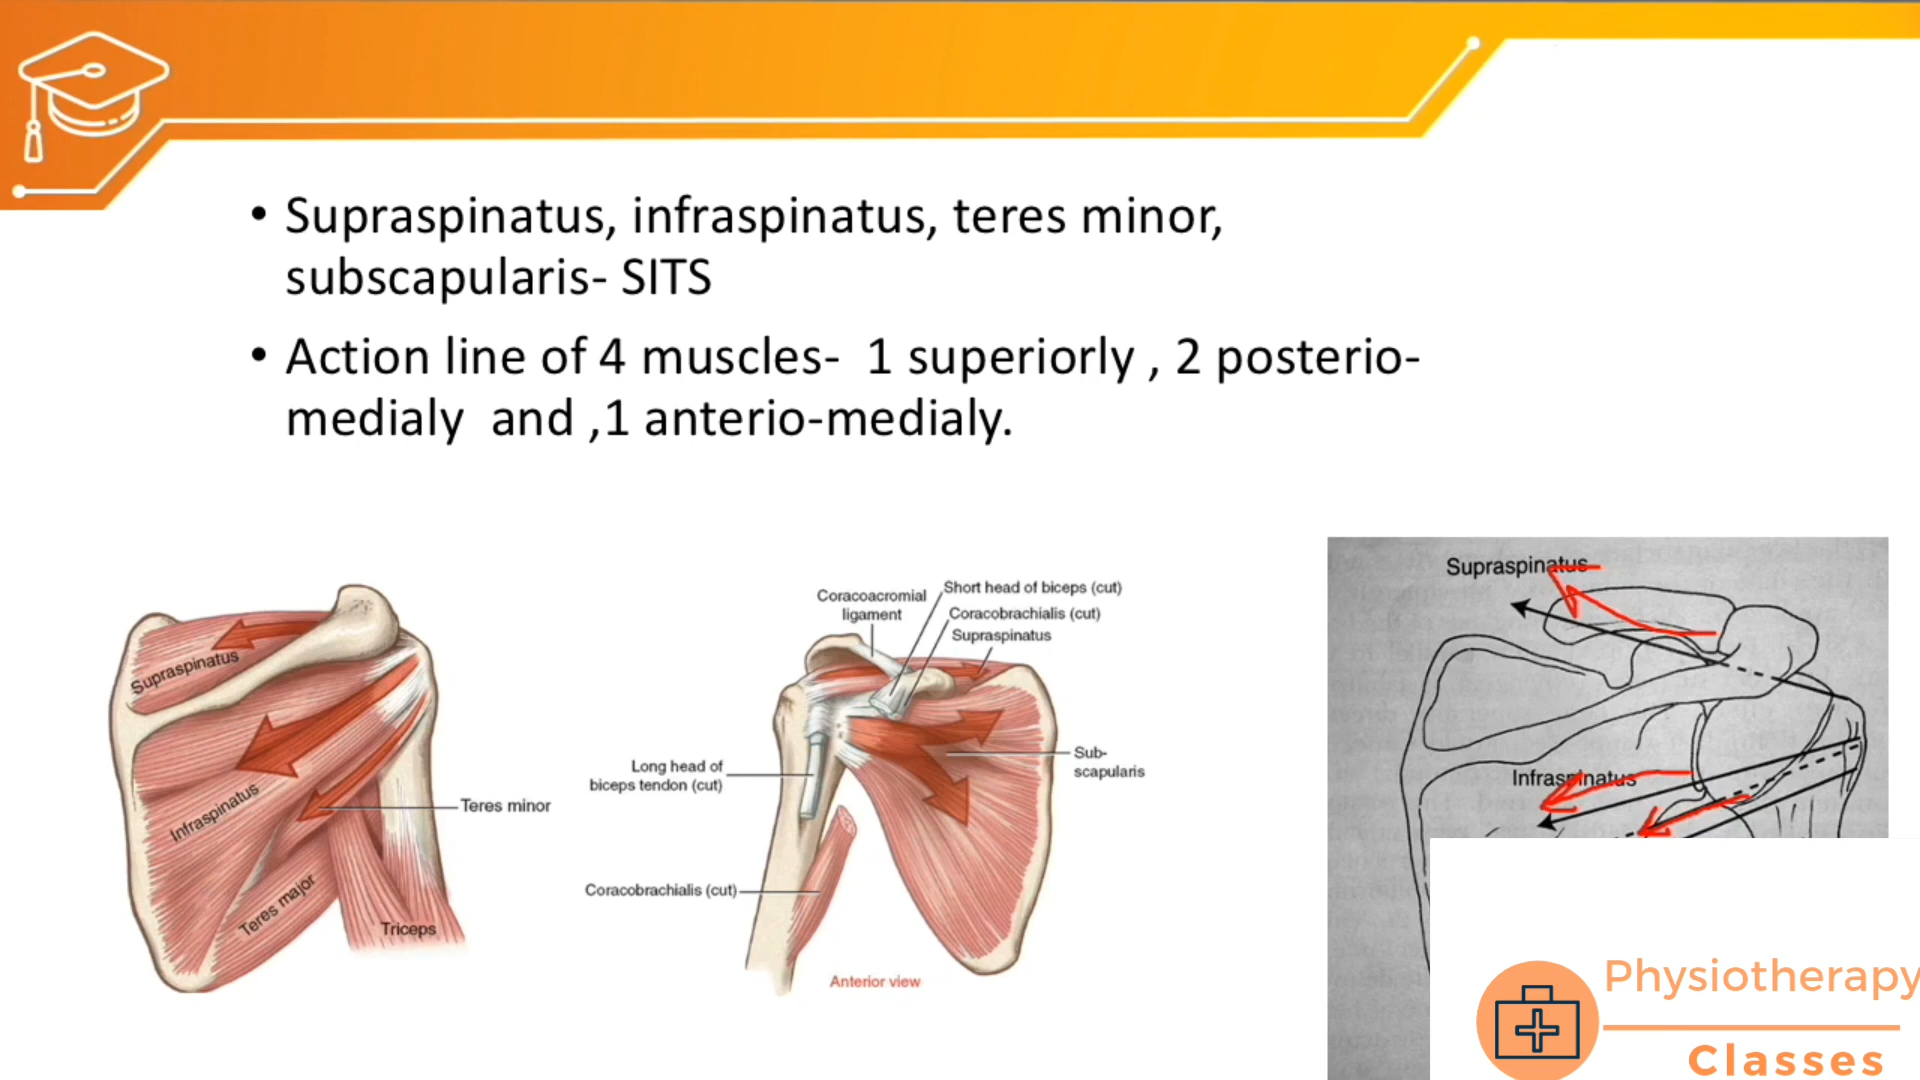 • Supraspinatus, infraspinatus, teres minor,
subscapularis- SITS
• Action line of 4 muscles-  1 superiorly , 2 posterio-
medialy  and ,1 anterio-medialy.
Supraspinatus
Infraspinatus
Teres minor
Teres major
Triceps
Coracoacromial
ligament
Short head of biceps (cut)
Coracobrachialis (cut)
Supraspinatus
Sub-
scapularis
Long head of
biceps tendon (cut)
Coracobrachialis (cut)
Anterior view
Supraspinatus
Infraspinatus
Physiotherapy
Classes